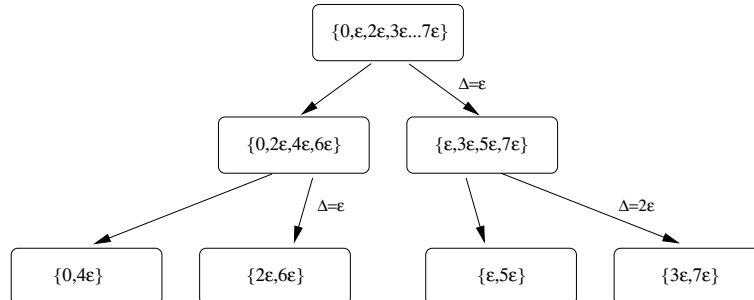 {0,ε,2ε,3ε...7ε}
Δ=ε
{0,2ε,4ε,6ε}
{ε,3ε,5ε,7ε}
Δ=ε
Δ=2ε
{0,4ε}
{2ε,6ε}
{ε,5ε}
{3ε,7ε}